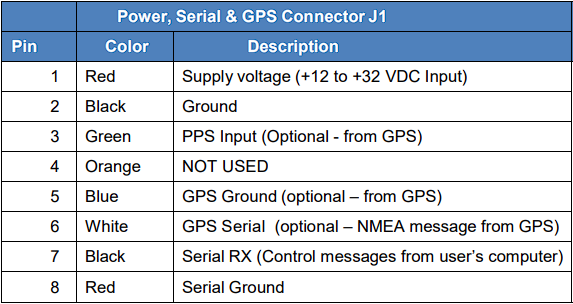 Power, Serial & GPS Connector J1
Pin Color Description
1 Red Supply voltage (+12 to +32 VDC Input)
2 Black Ground
3 Green PPS Input (Optional - from GPS)
4 Orange NOT USED
5 Blue GPS Ground (optional – from GPS)
6 White GPS Serial (optional – NMEA message from GPS)
7 Black Serial RX (Control messages from user’s computer)
8 Red Serial Ground